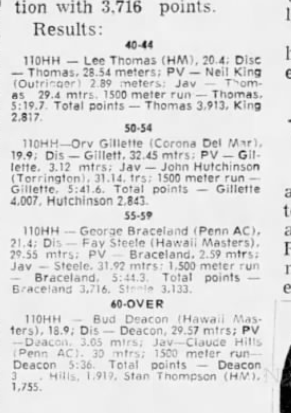 tion with 3,716 points.
Results:
40-44
110HH — Lee Thomas (HM), 20.4; Disc
— Thomas, 28.54 meters; PV — Neil King
(Outrigger) 2.89 meters; Jav — Thom-
as 29.4 mtrs. 1500 meter run — Thomas,
5:19.7. Total points — Thomas 3,913, King
2,817.
50-54
110HH—Orv Gillette (Corona Del Mar),
19.9; Dis — Gillett, 32.45 mtrs; PV — Gil-
lette, 3.12 mtrs; Jav — John Hutchinson
(Torrington), 31.14 trs; 1500 meter run —
Gillette, 5:41.6. Total points — Gillette
4,007, Hutchinson 2,843.
55-59
110HH — George Braceland (Penn AC),
21.4; Dis — Fay Steele (Hawaii Masters),
29.55 mtrs; PV — Braceland, 2.59 mtrs;
Jav — Steele, 31.92 mtrs; 1,500 meter run
— Braceland, 5:44.3. Total points —
Braceland 3,716, Steele 3,133.
60-OVER
110HH — Bud Deacon (Hawaii Mas-
ters), 18.9; Dis — Deacon, 29.57 mtrs; PV
—Deacon, 3.05 mtrs; Jav—Claude Hills
(Penn AC), 30 mtrs; 1500 meter run—
Deacon 5:36. Total points — Deacon
3 Hills, 1,919, Stan Thompson (HM),
1,755.